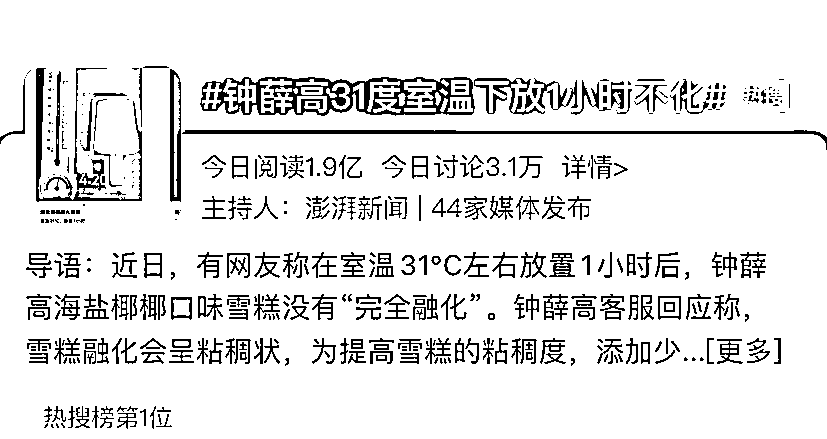 #钟薛高31度室温下放1小时不化# 热搜
今日阅读1.9亿 今日讨论3.1万 详情>
主持人：澎湃新闻 | 44家媒体发布
导语：近日，有网友称在室温31°C左右放置1小时后，钟薛
高海盐椰椰口味雪糕没有“完全融化”。钟薛高客服回应称，
雪糕融化会呈粘稠状，为提高雪糕的粘稠度，添加少...[更多]
热搜榜第1位